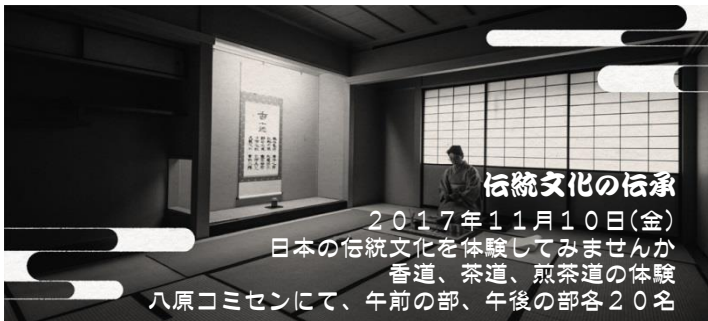 伝統文化の伝承
２０１７年１１月１０日(金)
日本の伝統文化を体験してみませんか
香道、茶道、煎茶道の体験
八原コミセンにて、午前の部、午後の部各２０名